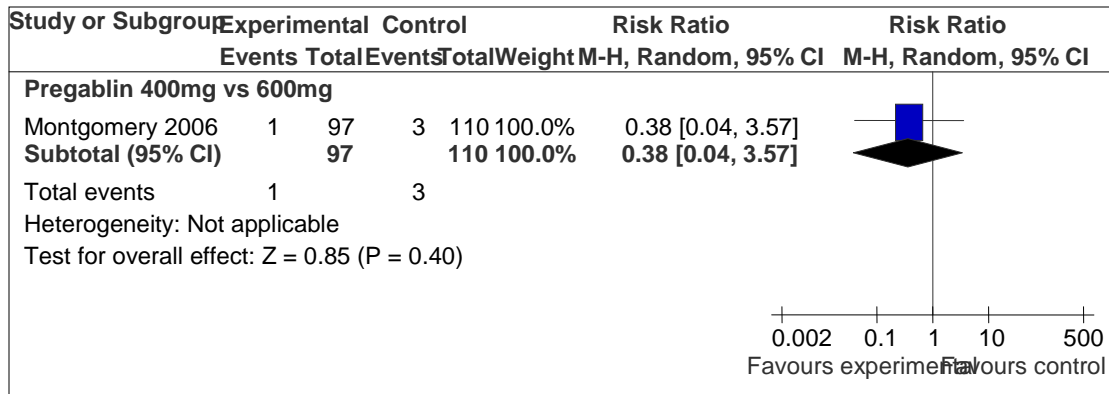 Study or Subgroup Experimental Control Risk Ratio Risk Ratio
Events Total Events Total Weight M-H, Random, 95% CI M-H, Random, 95% CI
Pregablin 400mg vs 600mg
Montgomery 2006 1 97 3 110 100.0% 0.38 [0.04, 3.57]
Subtotal (95% CI) 97 110 100.0% 0.38 [0.04, 3.57]
Total events 1 3
Heterogeneity: Not applicable
Test for overall effect: Z = 0.85 (P = 0.40)
0.002 0.1 1 10 500
Favours experimental Favours control